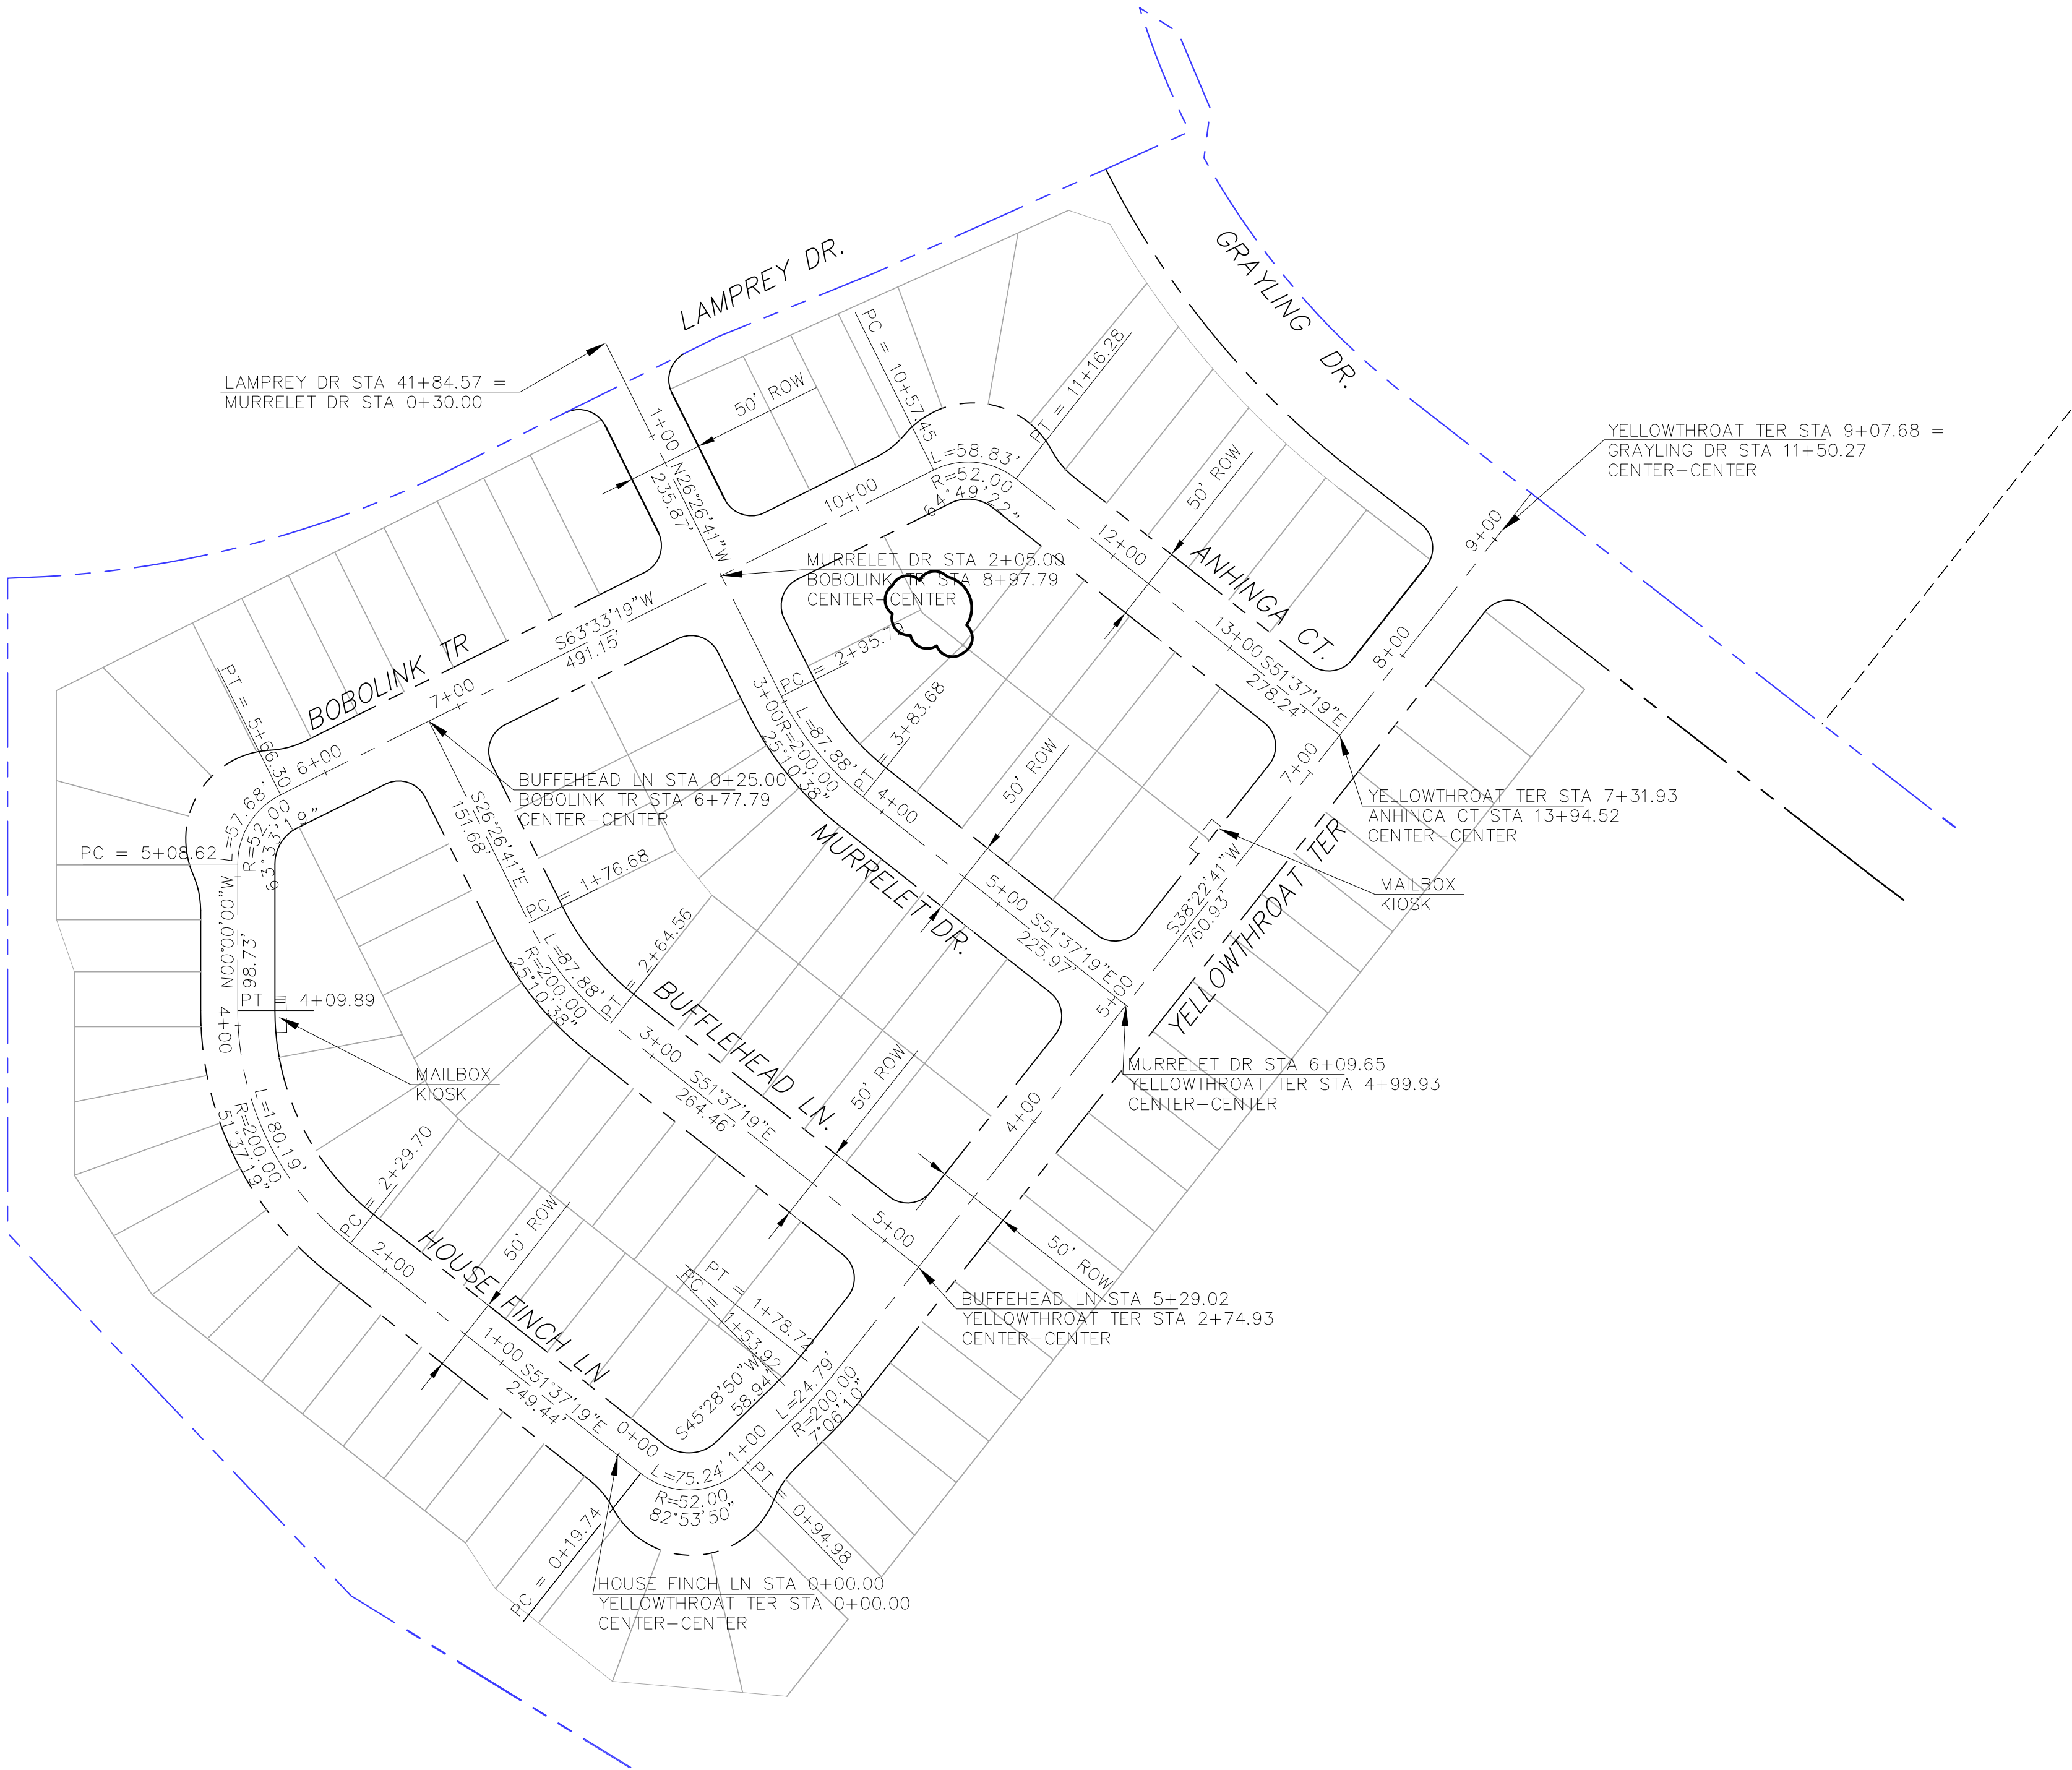 LAMPREY DR.
GRAYLING DR.
LAMPREY DR STA 41+84.57 =
MURRELET DR STA 0+30.00
1+00
50' ROW
PC = 10+57.45
PT = 11+16.28
L=58.83'
R=52.00
64°49'22"
YELLOWTHROAT TER STA 9+07.68 =
GRAYLING DR STA 11+50.27
CENTER-CENTER
N26°26'41"W
235.87'
10+00
12+00
50' ROW
ANHINGA CT.
9+00
8+00
MURRELET DR STA 2+05.00
BOBOLINK TR STA 8+97.79
CENTER-CENTER
13+00
S51°37'19"E
278.24'
S63°33'19"W
491.15'
BOBOLINK TR
7+00
PT = 5+66.30
6+00
PC = 2+95.79
3+00
R=200.00
L=87.88'
25°10'38"
PT = 3+83.68
4+00
50' ROW
7+00
BUFFEHEAD LN STA 0+25.00
BOBOLINK TR STA 6+77.79
CENTER-CENTER
YELLOWTHROAT TER STA 7+31.93
ANHINGA CT STA 13+94.52
CENTER-CENTER
L=57.68'
R=52.00
63°33'19"
PC = 5+08.62
S26°26'41"E
151.68'
PC = 1+76.68
MURRELET DR.
5+00
S51°37'19"E
225.97'
S38°22'41"W
760.93'
YELLOWTHROAT TER
MAILBOX
KIOSK
N00°00'00"W
98.73'
PT = 4+09.89
4+00
L=87.88'
R=200.00
25°10'38"
PT = 2+64.56
BUFFLEHEAD LN.
3+00
5+00
MAILBOX
KIOSK
50' ROW
MURRELET DR STA 6+09.65
YELLOWTHROAT TER STA 4+99.93
CENTER-CENTER
S51°37'19"E
264.46'
4+00
L=180.19'
R=200.00
51°37'19"
PC = 2+29.70
2+00
HOUSE FINCH LN
50' ROW
5+00
50' ROW
BUFFEHEAD LN STA 5+29.02
YELLOWTHROAT TER STA 2+74.93
CENTER-CENTER
PT = 1+78.72
PC = 1+53.92
1+00
S51°37'19"E
249.44'
S45°28'50"W
58.94'
L=24.79'
R=200.00
7°06'10"
0+00
1+00
L=75.24'
R=52.00
82°53'50"
PT = 0+94.98
PC = 0+19.74
HOUSE FINCH LN STA 0+00.00
YELLOWTHROAT TER STA 0+00.00
CENTER-CENTER